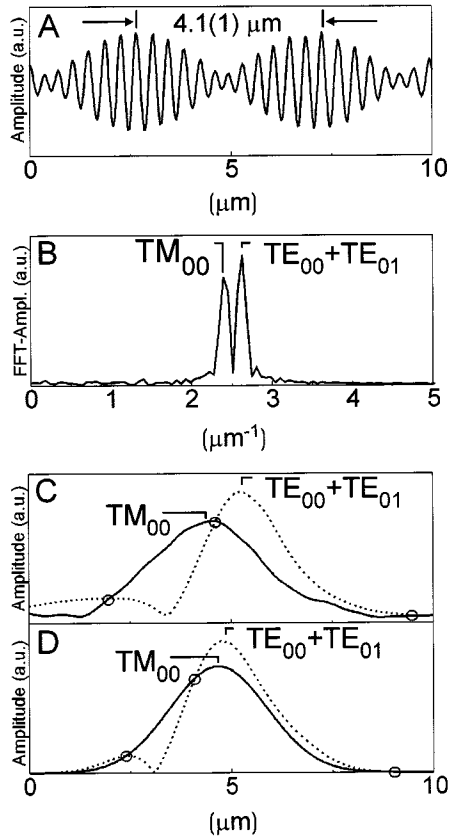 A
4.1(1) μm
Amplitude (a.u.)
0 5 10
(μm)
B
TM00 TE00+TE01
FFT-Ampl. (a.u.)
0 1 2 3 4 5
(μm-1)
C
TE00+TE01
TM00
Amplitude (a.u.)
D
TE00+TE01
TM00
Amplitude (a.u.)
0 5 10
(μm)